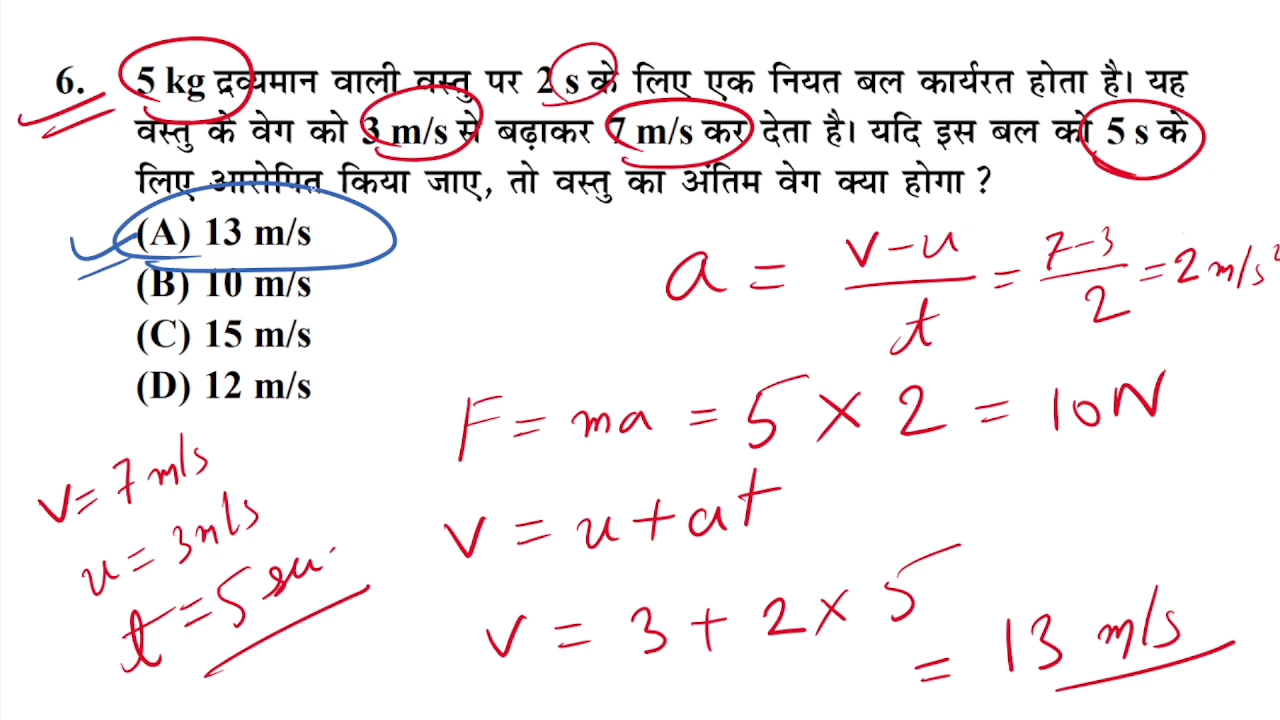 6. 5 kg द्रव्यमान वाली वस्तु पर 2 s के लिए एक नियत बल कार्यरत होता है। यह
वस्तु के वेग को 3 m/s से बढ़ाकर 7 m/s कर देता है। यदि इस बल को 5 s के
लिए आरोपित किया जाए, तो वस्तु का अंतिम वेग क्या होगा ?
(A) 13 m/s
(B) 10 m/s
(C) 15 m/s
(D) 12 m/s
a = v-u/t = 7-3/2 = 2 m/s²
F = ma = 5 × 2 = 10N
v = 7 m/s
u = 3 m/s
t = 5 sec.
v = u + at
v = 3 + 2 × 5
= 13 m/s